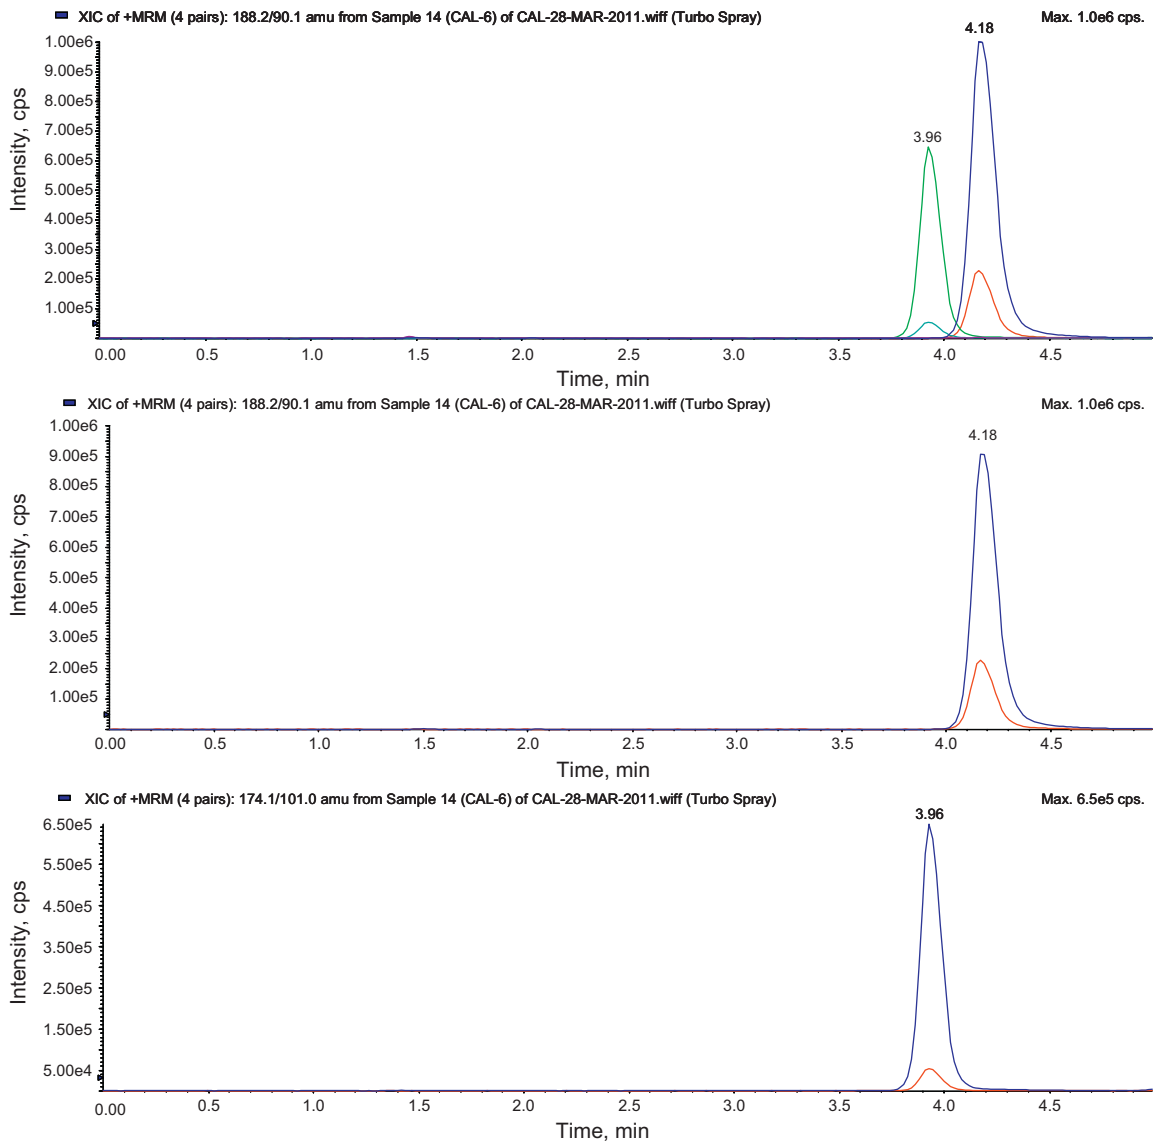 XIC of +MRM (4 pairs): 188.2/90.1 amu from Sample 14 (CAL-6) of CAL-28-MAR-2011.wiff (Turbo Spray) Max. 1.0e6 cps.
4.18
3.96
1.00e6
9.00e5
8.00e5
7.00e5
6.00e5
5.00e5
4.00e5
3.00e5
2.00e5
1.00e5
Intensity, cps
0.00 0.5 1.0 1.5 2.0 2.5 3.0 3.5 4.0 4.5
Time, min
XIC of +MRM (4 pairs): 188.2/90.1 amu from Sample 14 (CAL-6) of CAL-28-MAR-2011.wiff (Turbo Spray) Max. 1.0e6 cps.
4.18
1.00e6
9.00e5
8.00e5
7.00e5
6.00e5
5.00e5
4.00e5
3.00e5
2.00e5
1.00e5
Intensity, cps
0.00 0.5 1.0 1.5 2.0 2.5 3.0 3.5 4.0 4.5
Time, min
XIC of +MRM (4 pairs): 174.1/101.0 amu from Sample 14 (CAL-6) of CAL-28-MAR-2011.wiff (Turbo Spray) Max. 6.5e5 cps.
3.96
6.50e5
5.50e5
4.50e5
3.50e5
2.50e5
1.50e5
5.00e4
Intensity, cps
0.00 0.5 1.0 1.5 2.0 2.5 3.0 3.5 4.0 4.5
Time, min